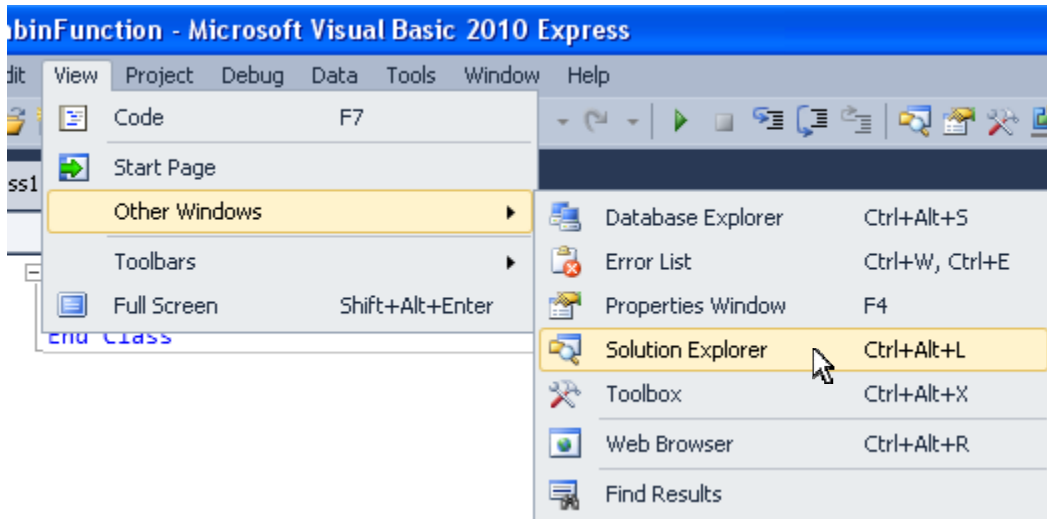 binFunction - Microsoft Visual Basic 2010 Express
dit View Project Debug Data Tools Window Help
Code F7
Start Page
ss1
Other Windows
Database Explorer Ctrl+Alt+S
Toolbars
Error List Ctrl+W, Ctrl+E
Full Screen Shift+Alt+Enter
Properties Window F4
End Class
Solution Explorer Ctrl+Alt+L
Toolbox Ctrl+Alt+X
Web Browser Ctrl+Alt+R
Find Results